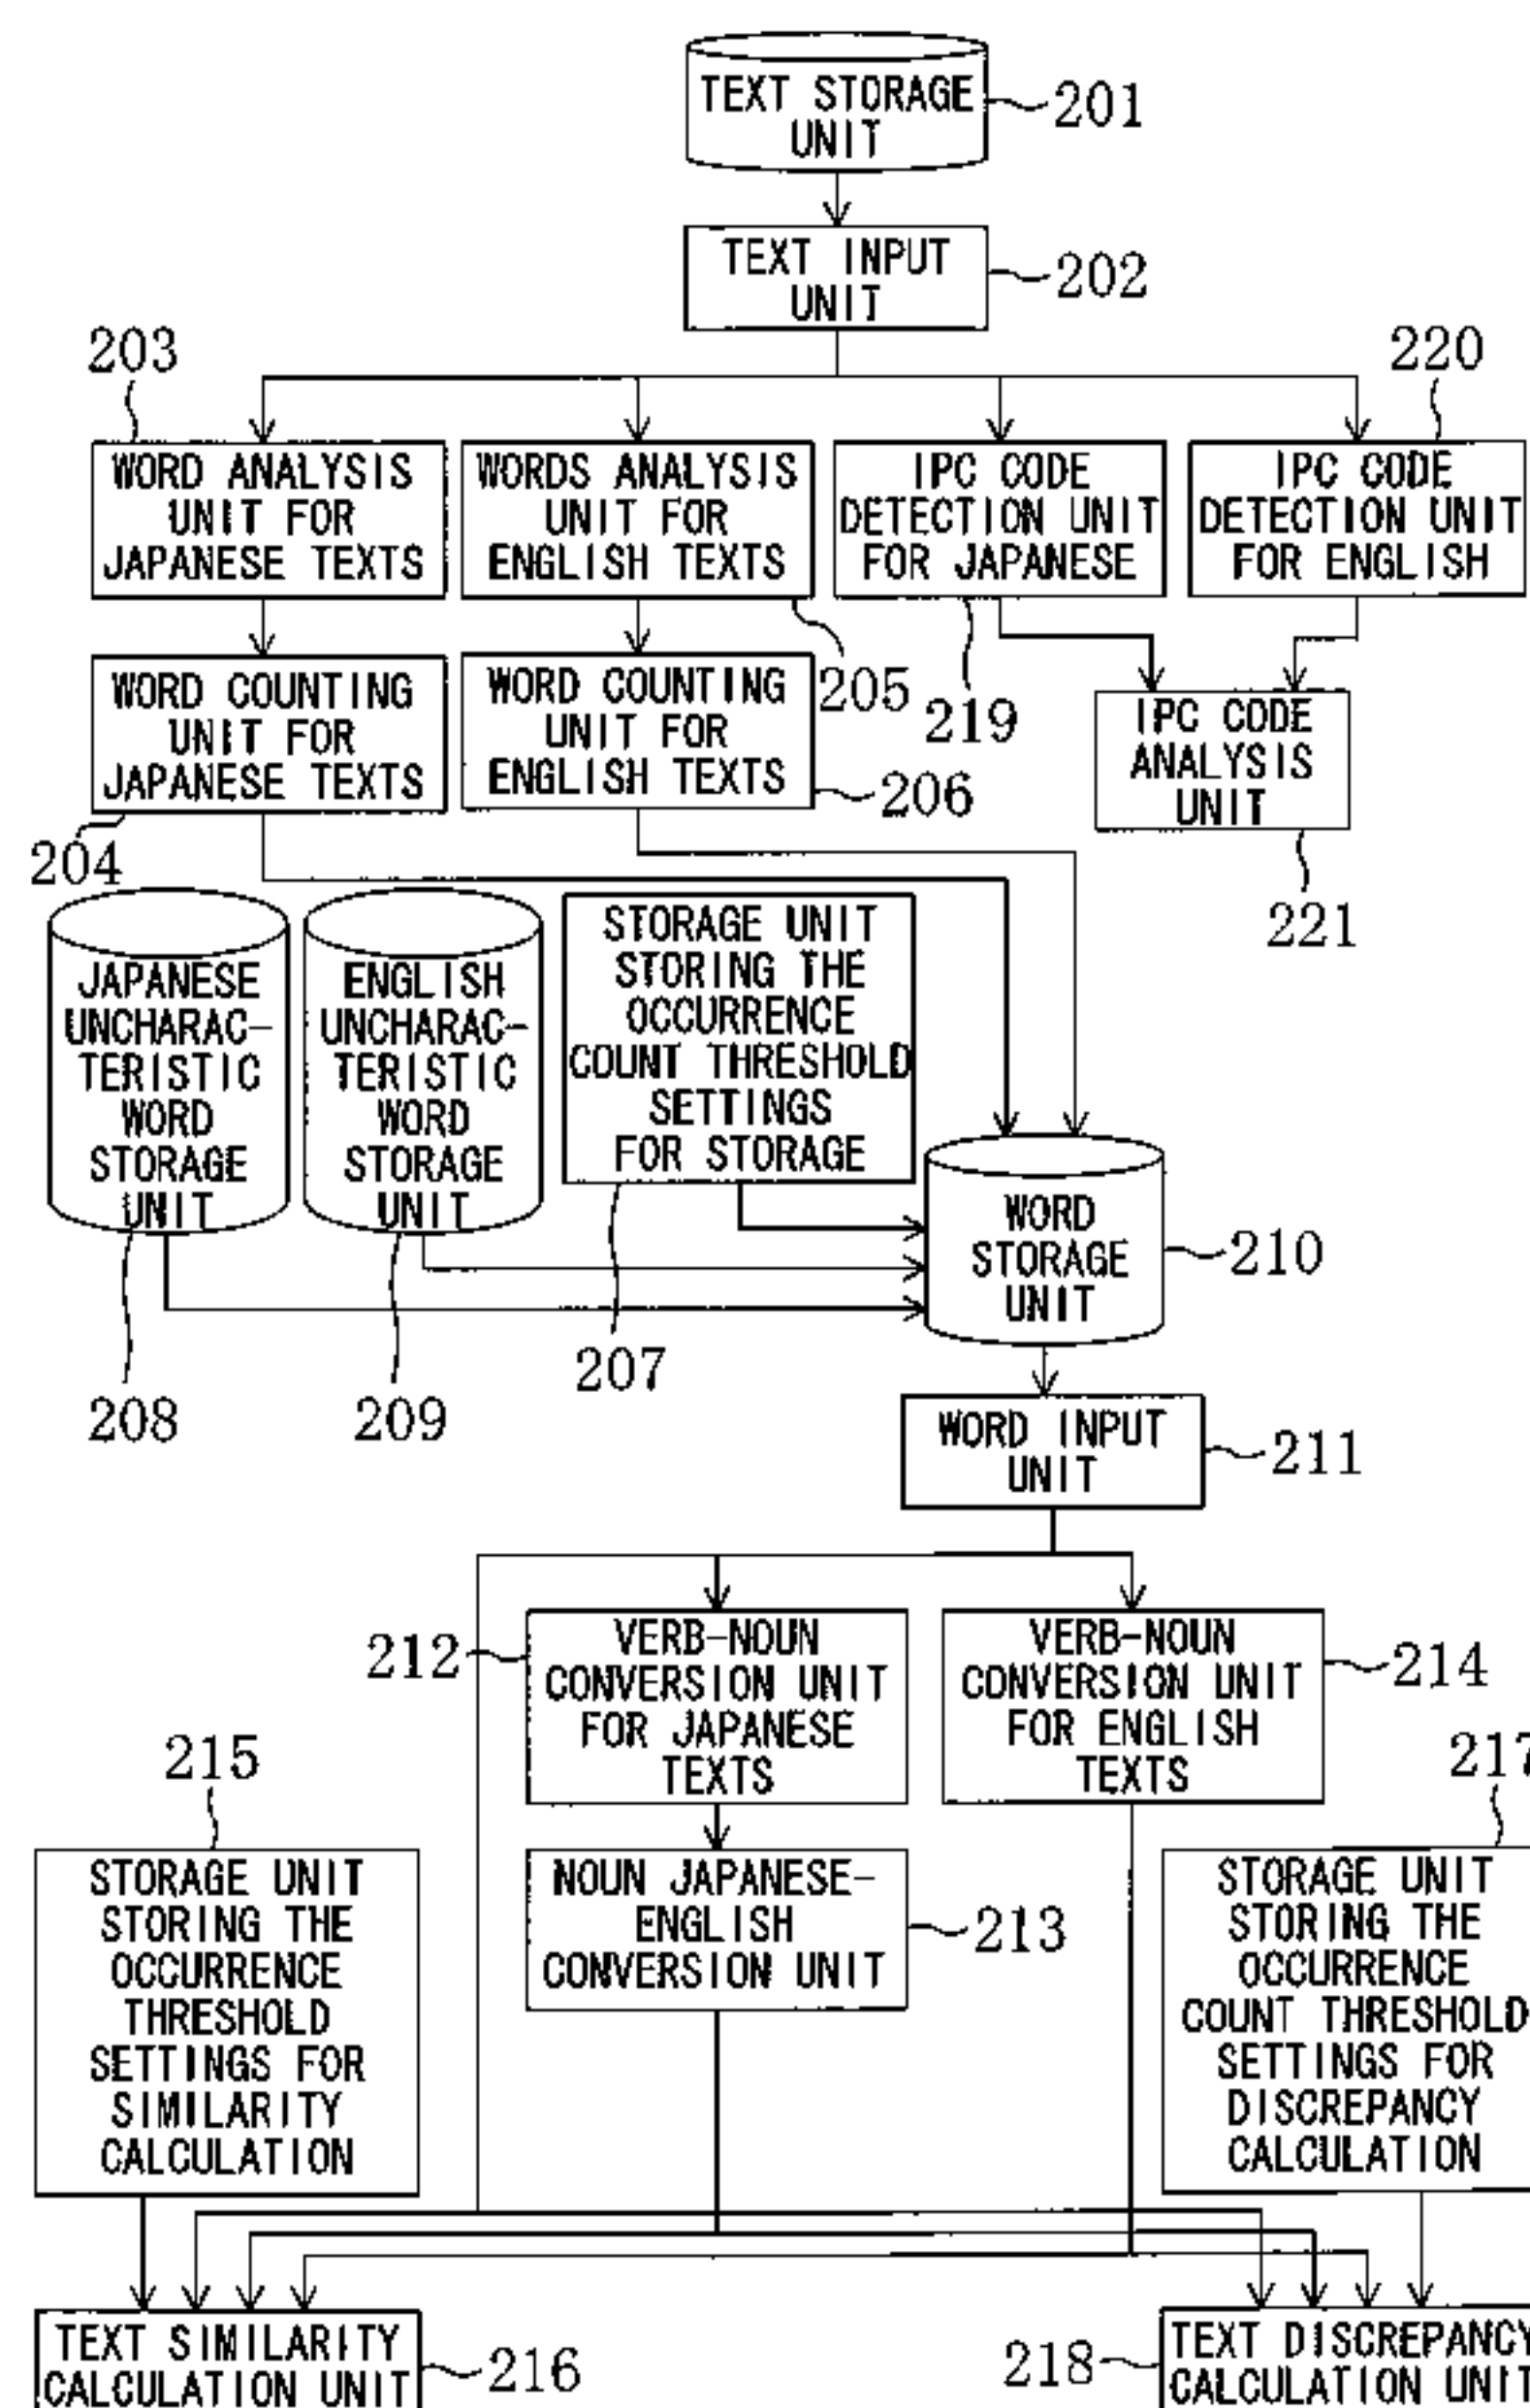 TEXT STORAGE
UNIT
201
TEXT INPUT
UNIT
202
203
220
WORD ANALYSIS
UNIT FOR
JAPANESE TEXTS
WORDS ANALYSIS
UNIT FOR
ENGLISH TEXTS
IPC CODE
DETECTION UNIT
FOR JAPANESE
IPC CODE
DETECTION UNIT
FOR ENGLISH
WORD COUNTING
UNIT FOR
JAPANESE TEXTS
WORD COUNTING
UNIT FOR
ENGLISH TEXTS
205
219
IPC CODE
ANALYSIS
UNIT
206
204
221
JAPANESE
UNCHARAC-
TERISTIC
WORD
STORAGE
UNIT
ENGLISH
UNCHARAC-
TERISTIC
WORD
STORAGE
UNIT
STORAGE UNIT
STORING THE
OCCURRENCE
COUNT THRESHOLD
SETTINGS
FOR STORAGE
WORD
STORAGE
UNIT
210
207
208
209
WORD INPUT
UNIT
211
212
VERB-NOUN
CONVERSION UNIT
FOR JAPANESE
TEXTS
VERB-NOUN
CONVERSION UNIT
FOR ENGLISH
TEXTS
214
215
217
STORAGE UNIT
STORING THE
OCCURRENCE
THRESHOLD
SETTINGS FOR
SIMILARITY
CALCULATION
NOUN JAPANESE-
ENGLISH
CONVERSION UNIT
213
STORAGE UNIT
STORING THE
OCCURRENCE
COUNT THRESHOLD
SETTINGS FOR
DISCREPANCY
CALCULATION
TEXT SIMILARITY
CALCULATION UNIT
216
218
TEXT DISCREPANCY
CALCULATION UNIT